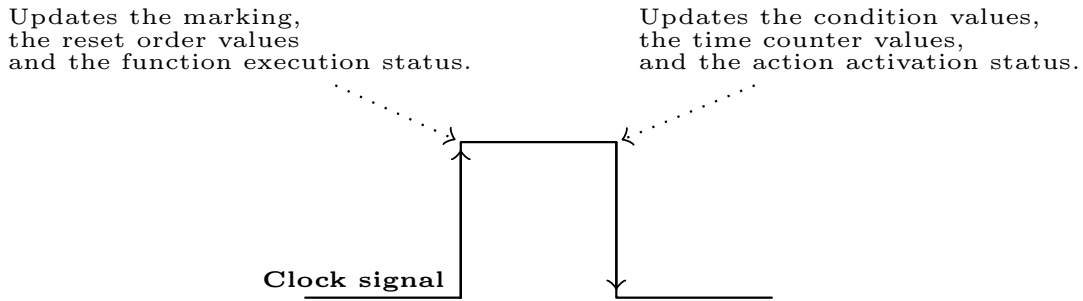 Updates the marking,
the reset order values
and the function execution status.
Updates the condition values,
the time counter values,
and the action activation status.
Clock signal